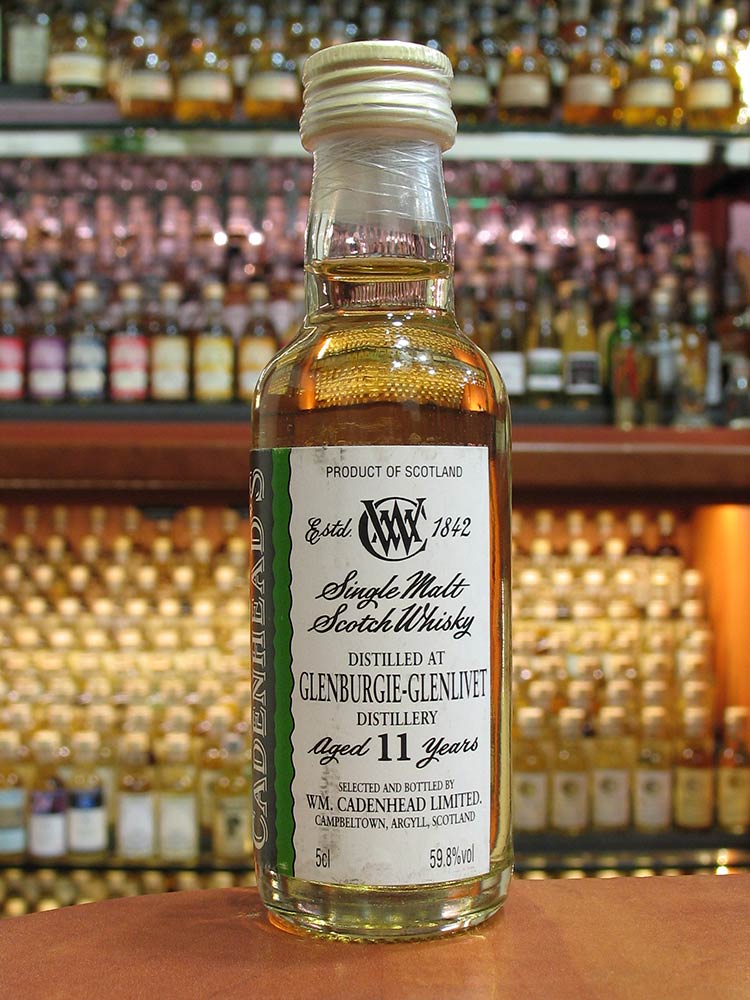 PRODUCT OF SCOTLAND
Estd. WC 1842
Single Malt
Scotch Whisky
DISTILLED AT
GLENBURGIE-GLENLIVET
DISTILLERY
Aged 11 Years
SELECTED AND BOTTLED BY
WM. CADENHEAD LIMITED.
CAMPBELTOWN, ARGYLL, SCOTLAND
5cl 59.8%vol
CADENHEAD'S